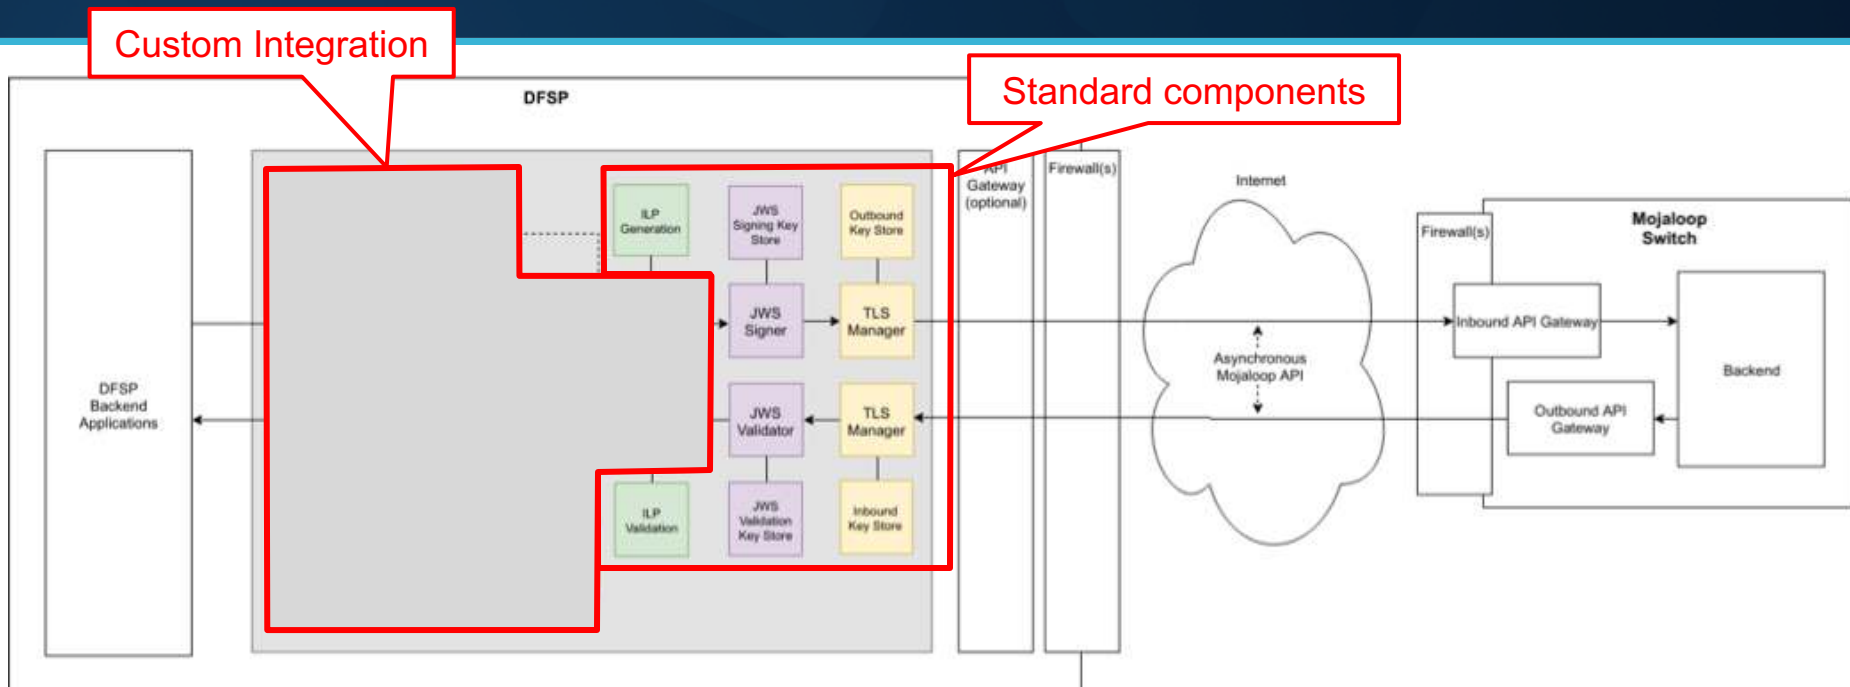 Custom Integration
Standard components
DFSP
DFSP
Backend
Applications
ILP
Generation
JWS
Signing Key
Store
Outbound
Key Store
JWS
Signer
TLS
Manager
JWS
Validator
TLS
Manager
ILP
Validation
JWS
Validation
Key Store
Inbound
Key Store
API
Gateway
(optional)
Firewall(s)
Internet
Asynchronous
Mojaloop API
Firewall(s)
Mojaloop
Switch
Inbound API Gateway
Outbound API
Gateway
Backend